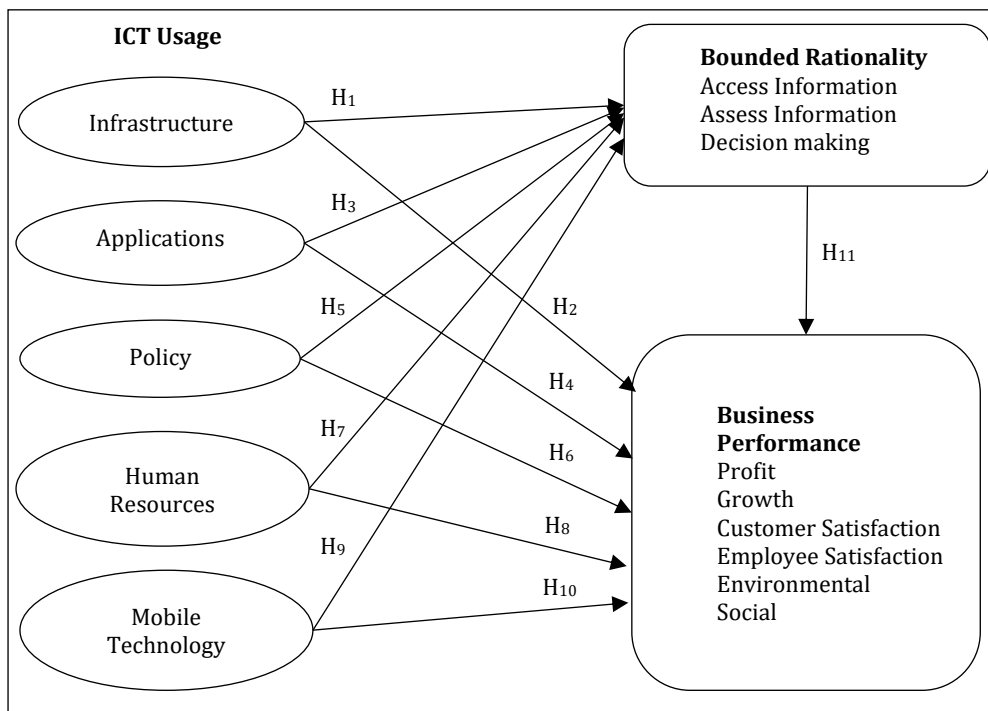 ICT Usage
Infrastructure
Applications
Policy
Human
Resources
Mobile
Technology
H1
H3
H5
H7
H9
H2
H4
H6
H8
H10
Bounded Rationality
Access Information
Assess Information
Decision making
H11
Business
Performance
Profit
Growth
Customer Satisfaction
Employee Satisfaction
Environmental
Social